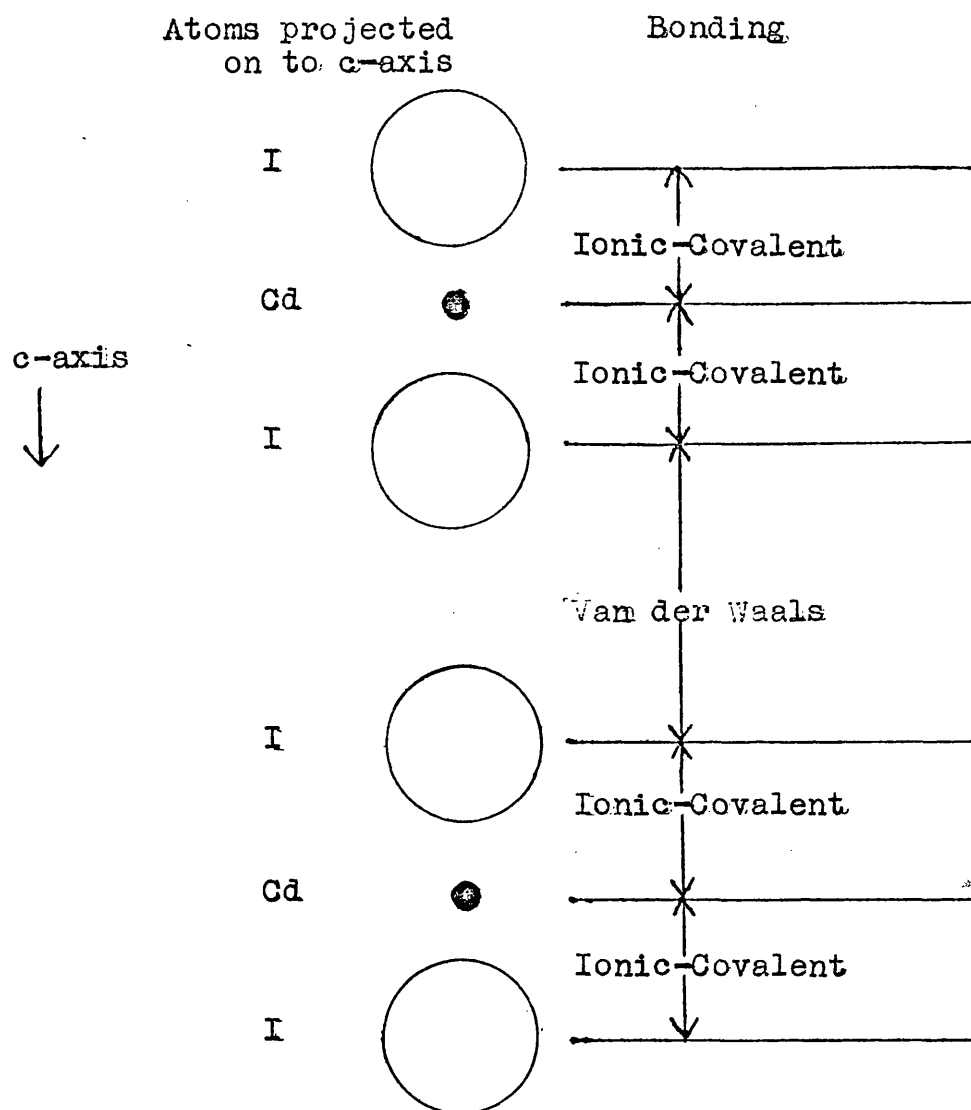 Atoms projected
on to c-axis
Bonding
I
Ionic-Covalent
Cd
c-axis
Ionic-Covalent
I
Van der Waals
I
Ionic-Covalent
Cd
Ionic-Covalent
I